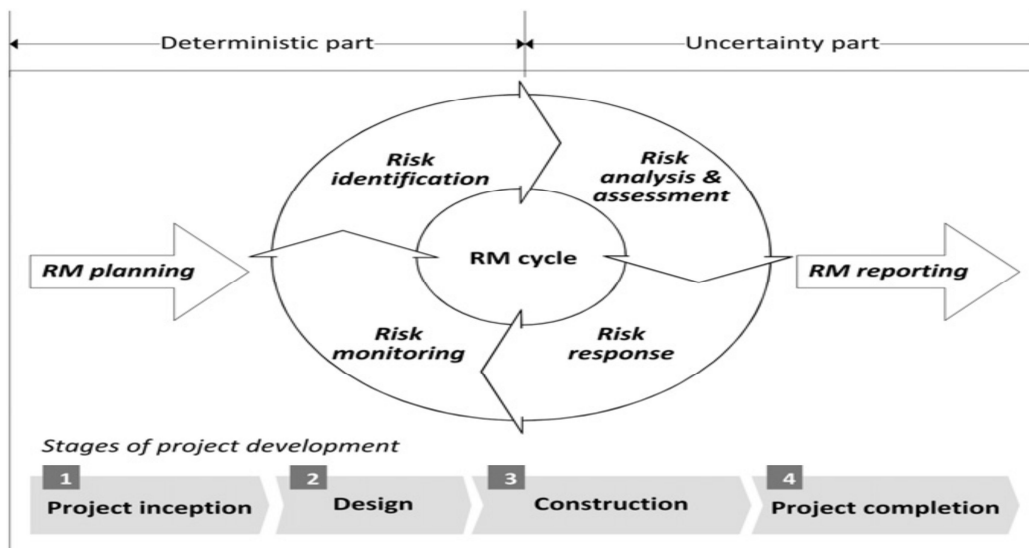 Deterministic part
Uncertainty part
Risk
identification
Risk
analysis &
assessment
RM planning
RM cycle
RM reporting
Risk
monitoring
Risk
response
Stages of project development
1
Project inception
2
Design
3
Construction
4
Project completion